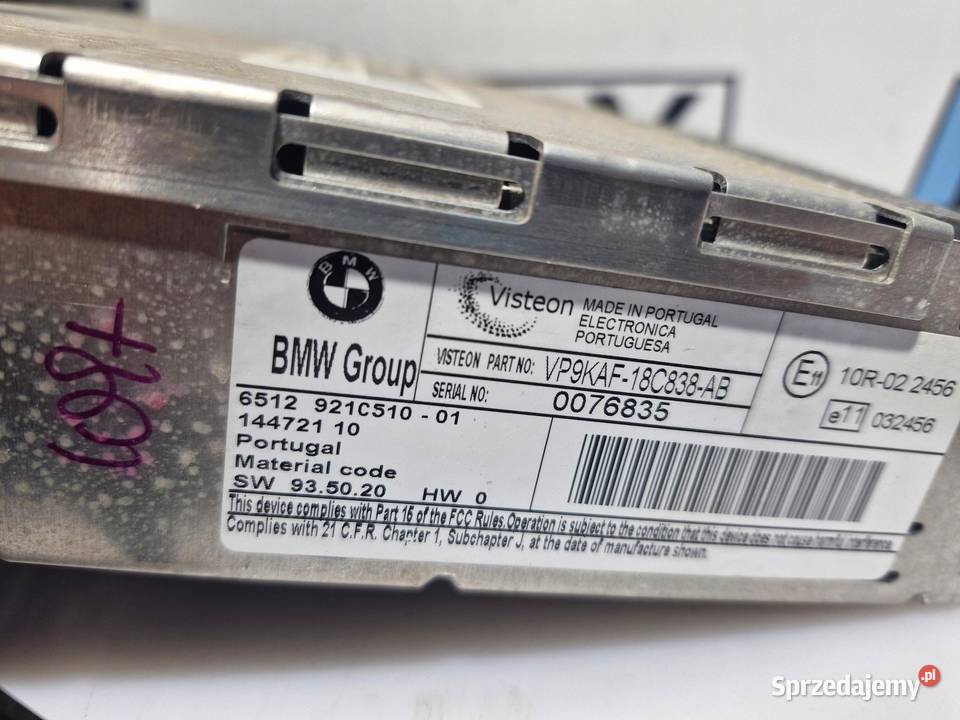 BMW
BMW Group
Visteon MADE IN PORTUGAL
ELECTRONICA
PORTUGUESA
VISTEON PART NO: VP9KAF-18C838-AB
SERIAL NO: 0076835
E11 10R-02 2456
e11 032456
6512 921C510 -01
144721 10
Portugal
Material code
SW 93.50.20 HW 0
This device complies with Part 15 of the FCC Rules.Operation is subject to the condition that this device does not cause harmful interference
Complies with 21 C.F.R. Chapter 1, Subchapter J, at the date of manufacture shown.
Sprzedajemy.pl